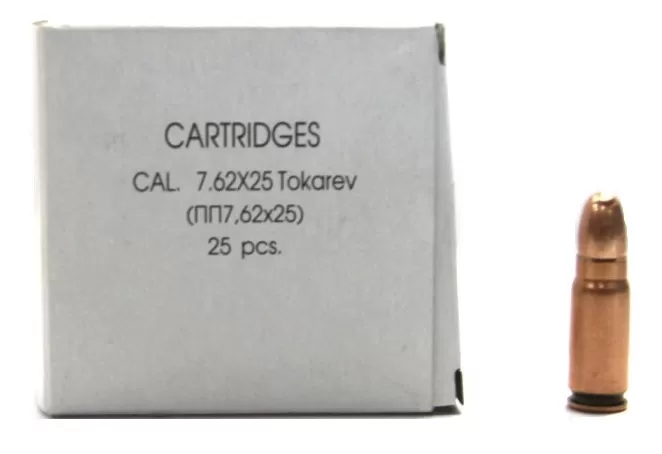 CARTRIDGES
CAL. 7.62X25 Tokarev
(ПП7,62x25)
25 pcs.